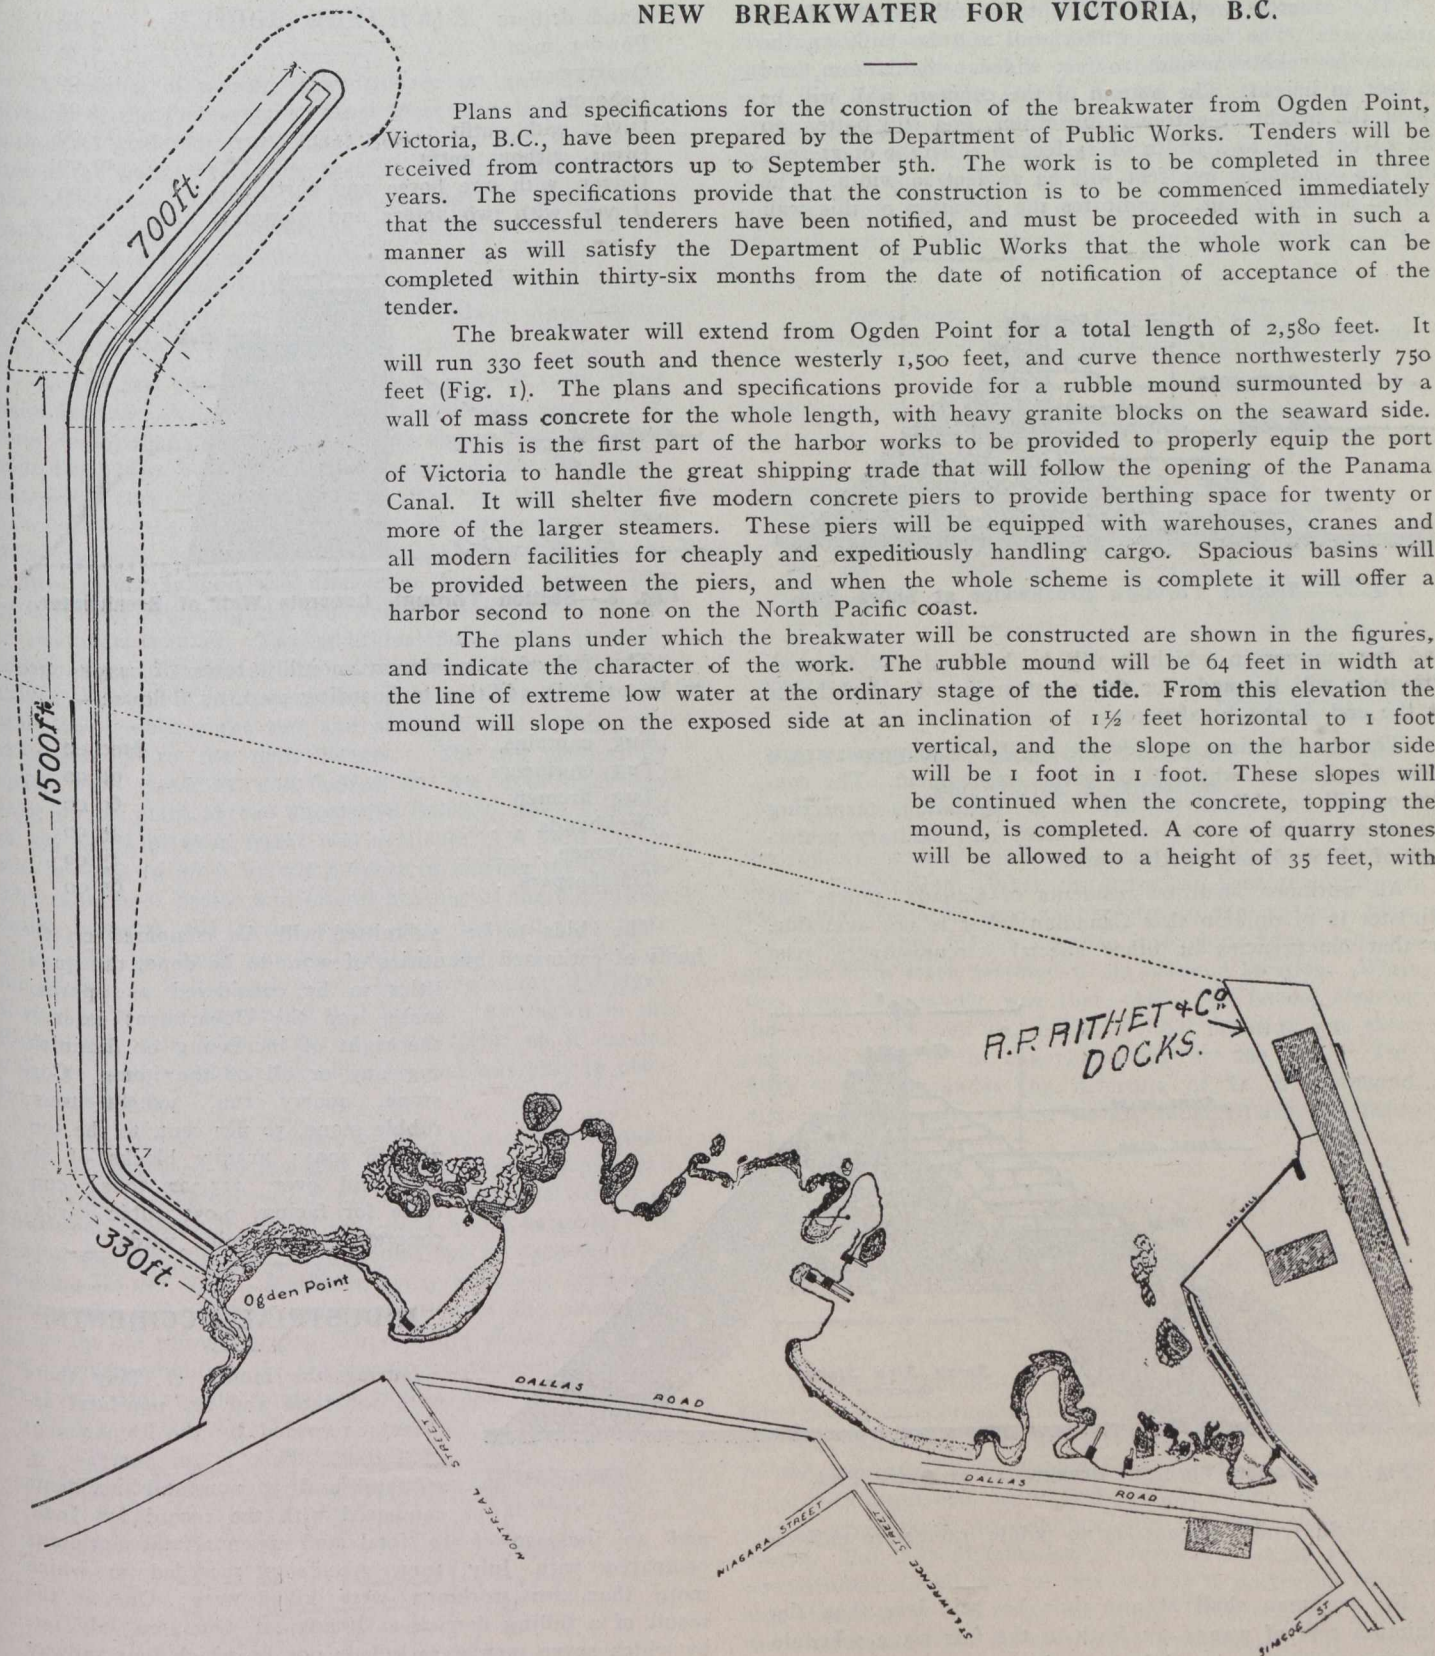 NEW BREAKWATER FOR VICTORIA, B.C.
Plans and specifications for the construction of the breakwater from Ogden Point,
Victoria, B.C., have been prepared by the Department of Public Works. Tenders will be
received from contractors up to September 5th. The work is to be completed in three
years. The specifications provide that the construction is to be commenced immediately
that the successful tenderers have been notified, and must be proceeded with in such a
manner as will satisfy the Department of Public Works that the whole work can be
completed within thirty-six months from the date of notification of acceptance of the
tender.
The breakwater will extend from Ogden Point for a total length of 2,580 feet. It
will run 330 feet south and thence westerly 1,500 feet, and curve thence northwesterly 750
feet (Fig. 1). The plans and specifications provide for a rubble mound surmounted by a
wall of mass concrete for the whole length, with heavy granite blocks on the seaward side.
This is the first part of the harbor works to be provided to properly equip the port
of Victoria to handle the great shipping trade that will follow the opening of the Panama
Canal. It will shelter five modern concrete piers to provide berthing space for twenty or
more of the larger steamers. These piers will be equipped with warehouses, cranes and
all modern facilities for cheaply and expeditiously handling cargo. Spacious basins will
be provided between the piers, and when the whole scheme is complete it will offer a
harbor second to none on the North Pacific coast.
The plans under which the breakwater will be constructed are shown in the figures,
and indicate the character of the work. The rubble mound will be 64 feet in width at
the line of extreme low water at the ordinary stage of the tide. From this elevation the
mound will slope on the exposed side at an inclination of 1½ feet horizontal to 1 foot
vertical, and the slope on the harbor side
will be 1 foot in 1 foot. These slopes will
be continued when the concrete, topping the
mound, is completed. A core of quarry stones
will be allowed to a height of 35 feet, with
700ft.
1500ft.
330ft.
Ogden Point
R.P. RITHET & Co.
DOCKS.
SEA WALL
DALLAS ROAD
MONTREAL STREET
DALLAS ROAD
NIAGARA STREET
ST LAWRENCE STREET
SIMCOE ST